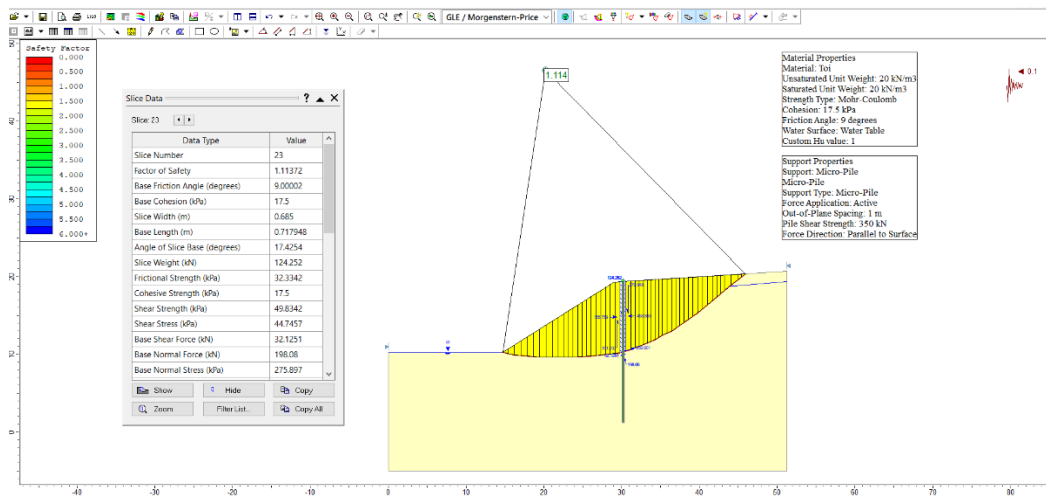 GLE / Morgenstern-Price
Safety Factor
0.000
0.500
1.000
1.500
2.000
2.500
3.000
3.500
4.000
4.500
5.000
5.500
6.000+
Slice Data
?
Slice: 23
Data Type Value
Slice Number 23
Factor of Safety 1.11372
Base Friction Angle (degrees) 9.00002
Base Cohesion (kPa) 17.5
Slice Width (m) 0.685
Base Length (m) 0.717948
Angle of Slice Base (degrees) 17.4254
Slice Weight (kN) 124.252
Frictional Strength (kPa) 32.3342
Cohesive Strength (kPa) 17.5
Shear Strength (kPa) 49.8342
Shear Stress (kPa) 44.7457
Base Shear Force (kN) 32.1251
Base Normal Force (kN) 198.08
Base Normal Stress (kPa) 275.897
Show Hide Copy
Zoom Filter List... Copy All
1.114
Material Properties
Material: Toi
Unsaturated Unit Weight: 20 kN/m3
Saturated Unit Weight: 20 kN/m3
Strength Type: Mohr-Coulomb
Cohesion: 17.5 kPa
Friction Angle: 9 degrees
Water Surface: Water Table
Custom Hu value: 1
Support Properties
Support: Micro-Pile
Micro-Pile
Support Type: Micro-Pile
Force Application: Active
Out-of-Plane Spacing: 1 m
Pile Shear Strength: 350 kN
Force Direction: Parallel to Surface
0.1
124.252
198.08
50
40
30
20
10
0
-40 -30 -20 -10 0 10 20 30 40 50 60 70 80